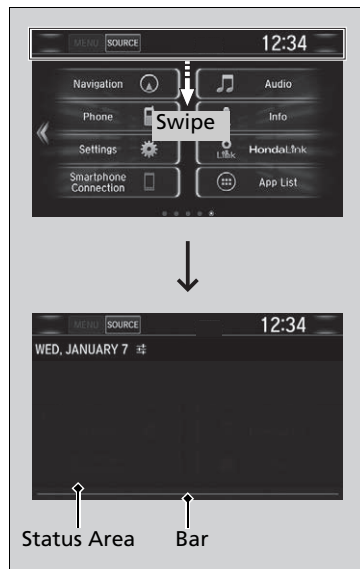 MENU SOURCE 12:34
Navigation Audio
Phone Info
Swipe
Settings HondaLink
Link
Smartphone
Connection
App List
MENU SOURCE 12:34
WED, JANUARY 7
Status Area Bar